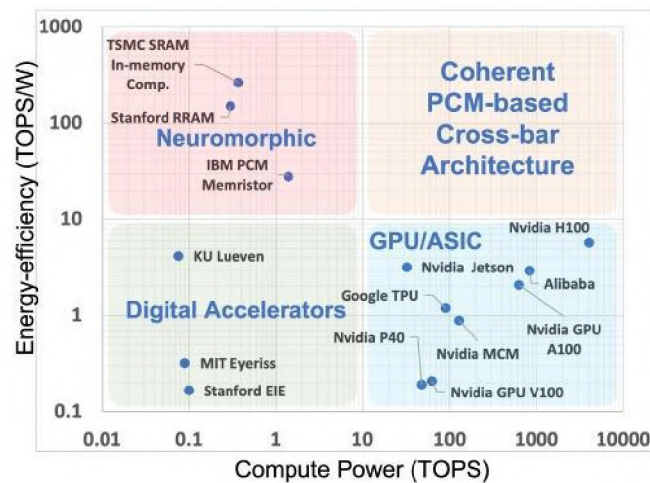 Energy-efficiency (TOPS/W)
1000
100
10
1
0.1
TSMC SRAM
In-memory
Comp.
Stanford RRAM
Neuromorphic
IBM PCM
Memristor
Coherent
PCM-based
Cross-bar
Architecture
KU Lueven
Digital Accelerators
MIT Eyeriss
Stanford EIE
Nvidia H100
GPU/ASIC
Nvidia Jetson
Alibaba
Google TPU
Nvidia P40
Nvidia MCM
Nvidia GPU
A100
Nvidia GPU V100
0.01
0.1
1
10
100
1000
10000
Compute Power (TOPS)